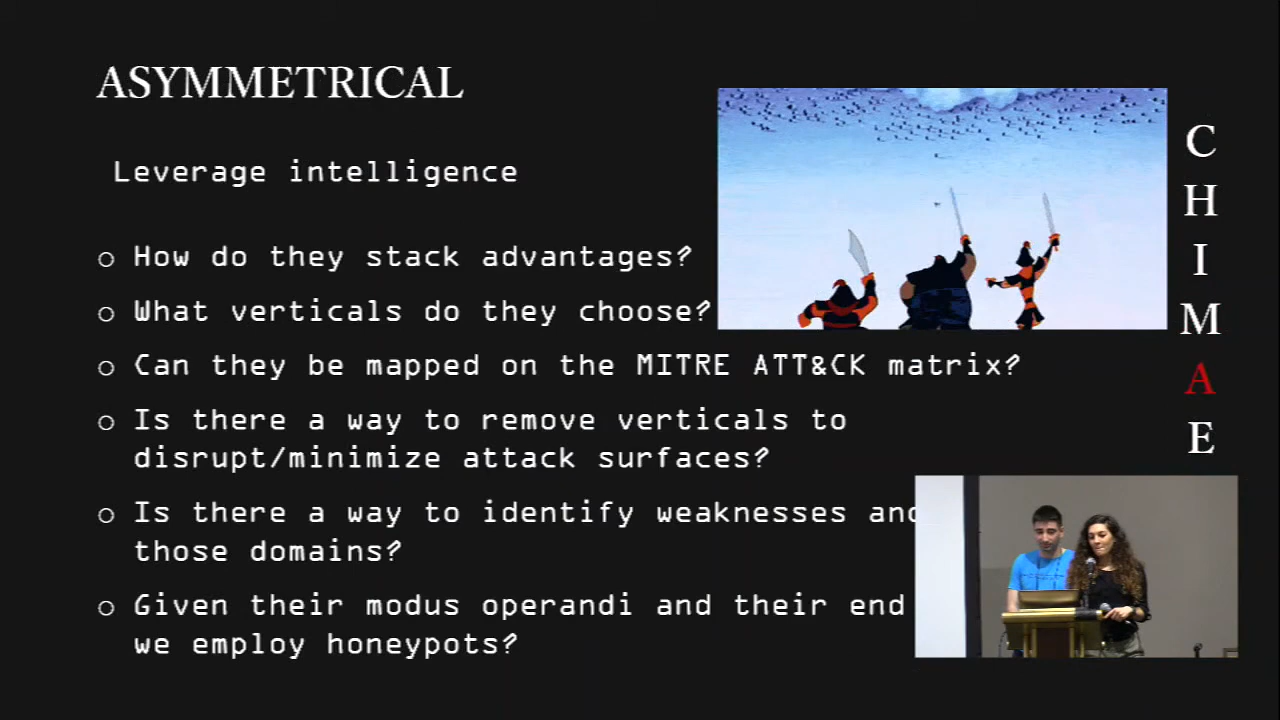 ASYMMETRICAL
Leverage intelligence
○ How do they stack advantages?
○ What verticals do they choose?
○ Can they be mapped on the MITRE ATT&CK matrix?
○ Is there a way to remove verticals to
disrupt/minimize attack surfaces?
○ Is there a way to identify weaknesses and
those domains?
○ Given their modus operandi and their end
we employ honeypots?
C
H
I
M
A
E